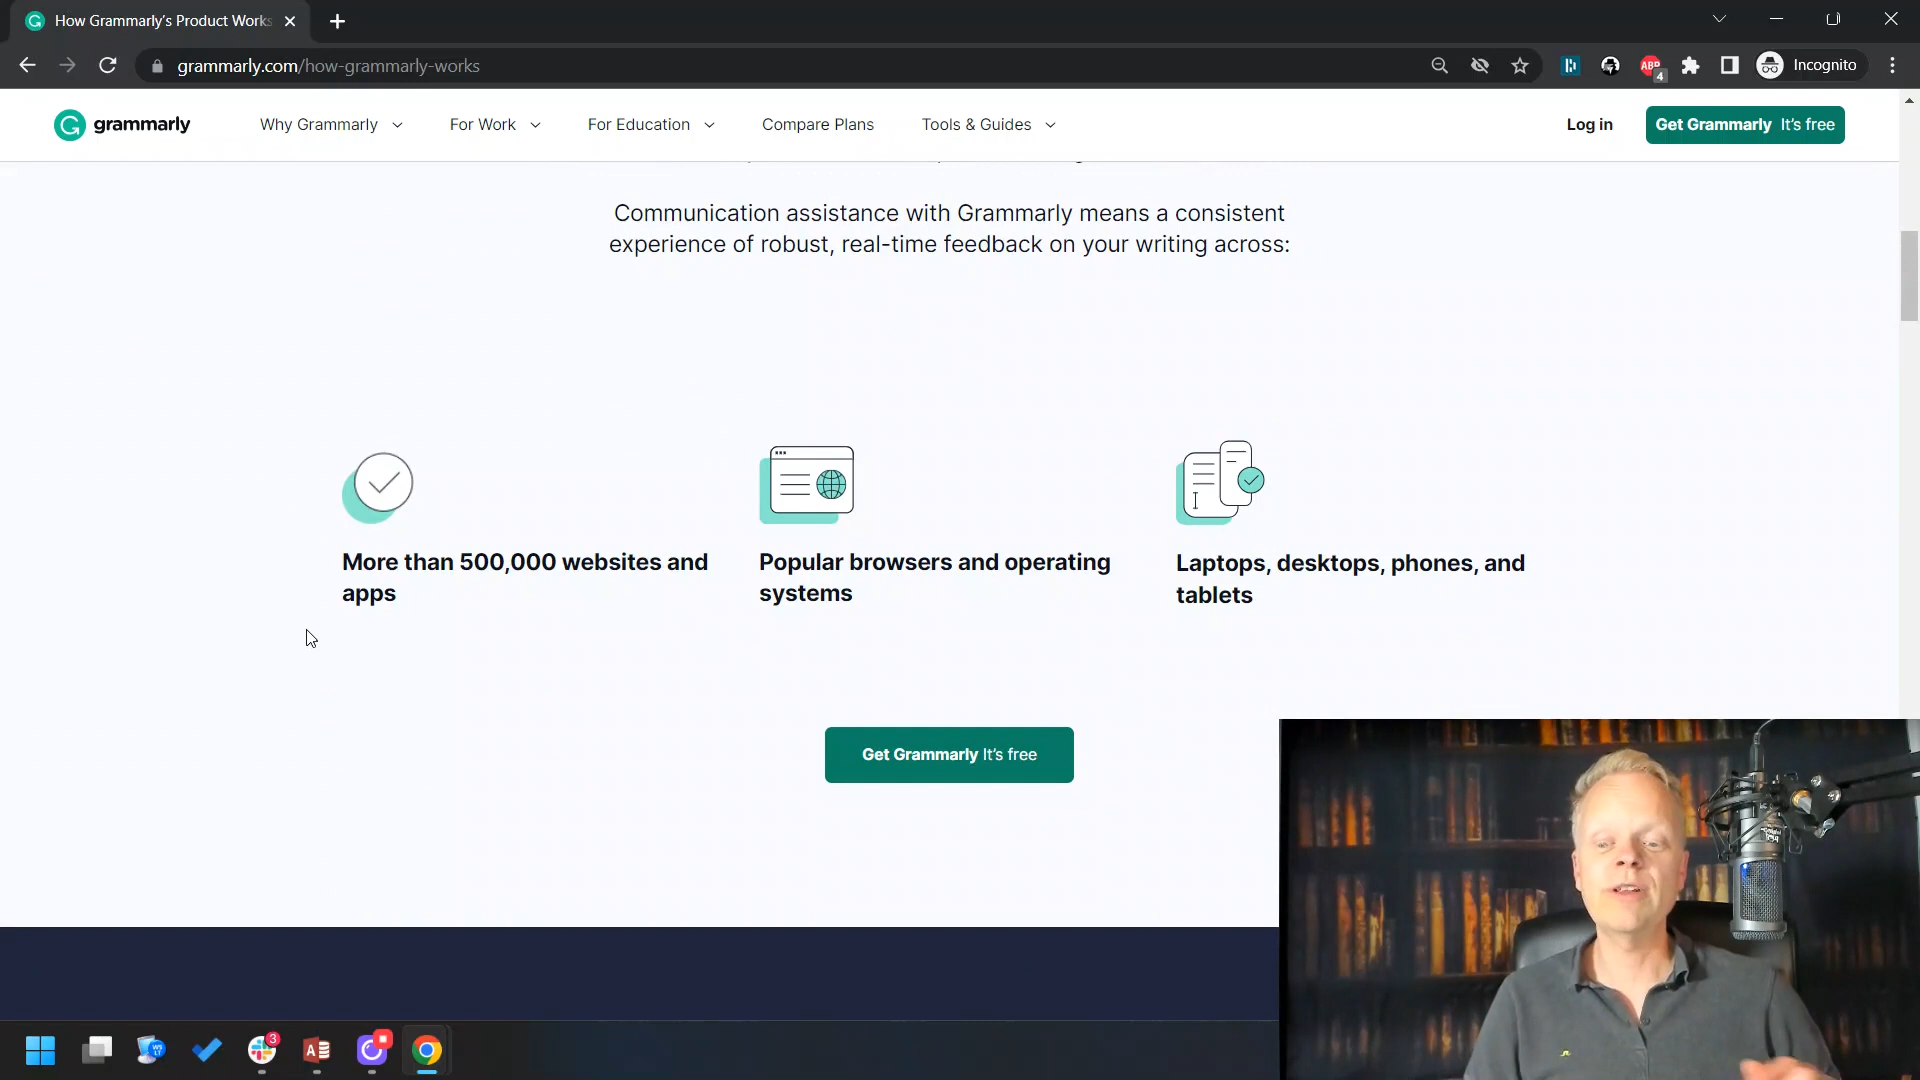 How Grammarly's Product Works
grammarly.com/how-grammarly-works
ABP
4
Incognito
grammarly
Why Grammarly
For Work
For Education
Compare Plans
Tools & Guides
Log in
Get Grammarly It's free
Communication assistance with Grammarly means a consistent
experience of robust, real-time feedback on your writing across:
More than 500,000 websites and
apps
Popular browsers and operating
systems
Laptops, desktops, phones, and
tablets
Get Grammarly It's free
3